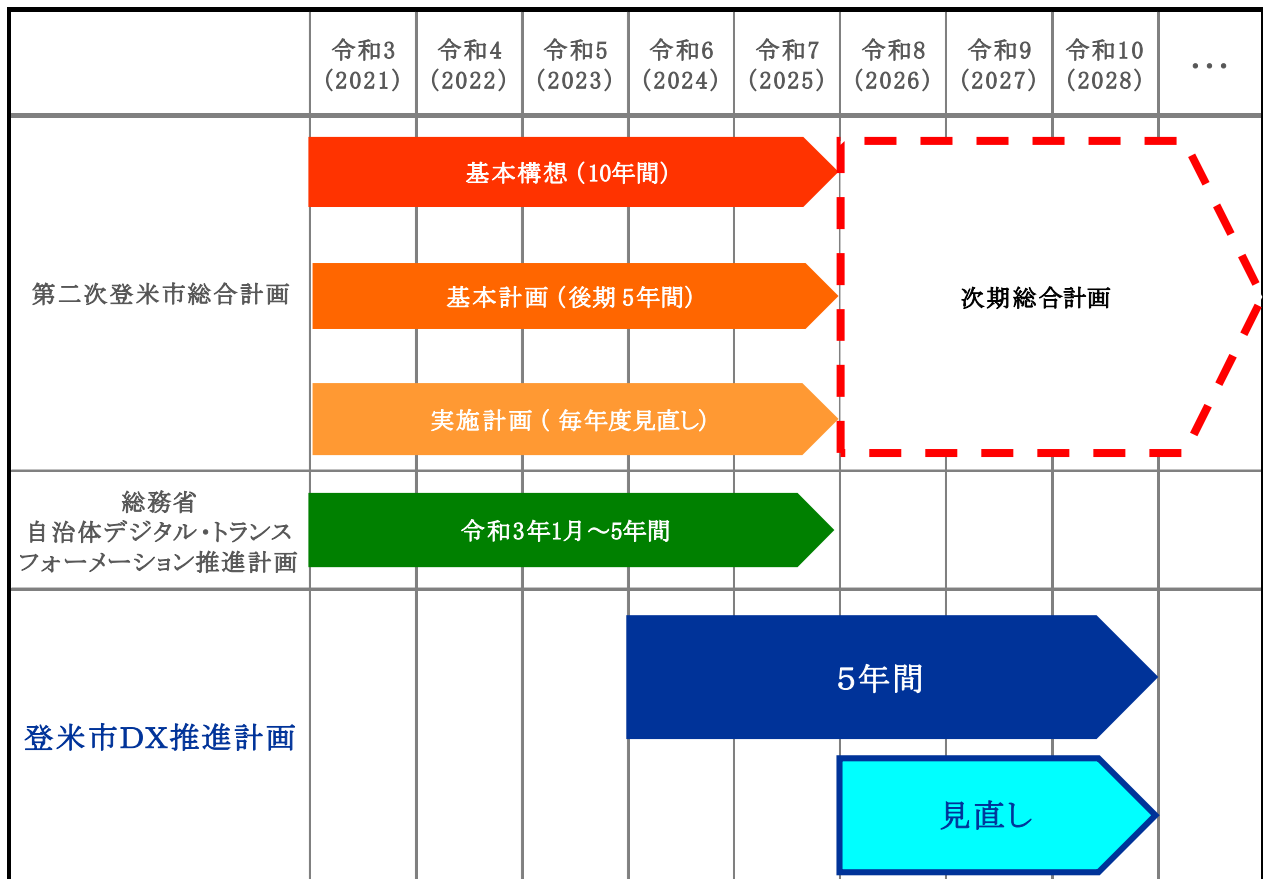 令和3
(2021)
令和4
(2022)
令和5
(2023)
令和6
(2024)
令和7
(2025)
令和8
(2026)
令和9
(2027)
令和10
(2028)
…
第二次登米市総合計画
基本構想（10年間）
基本計画（後期5年間）
実施計画（ 毎年度見直し）
次期総合計画
総務省
自治体デジタル・トランス
フォーメーション推進計画
令和3年1月～5年間
登米市DX推進計画
5年間
見直し